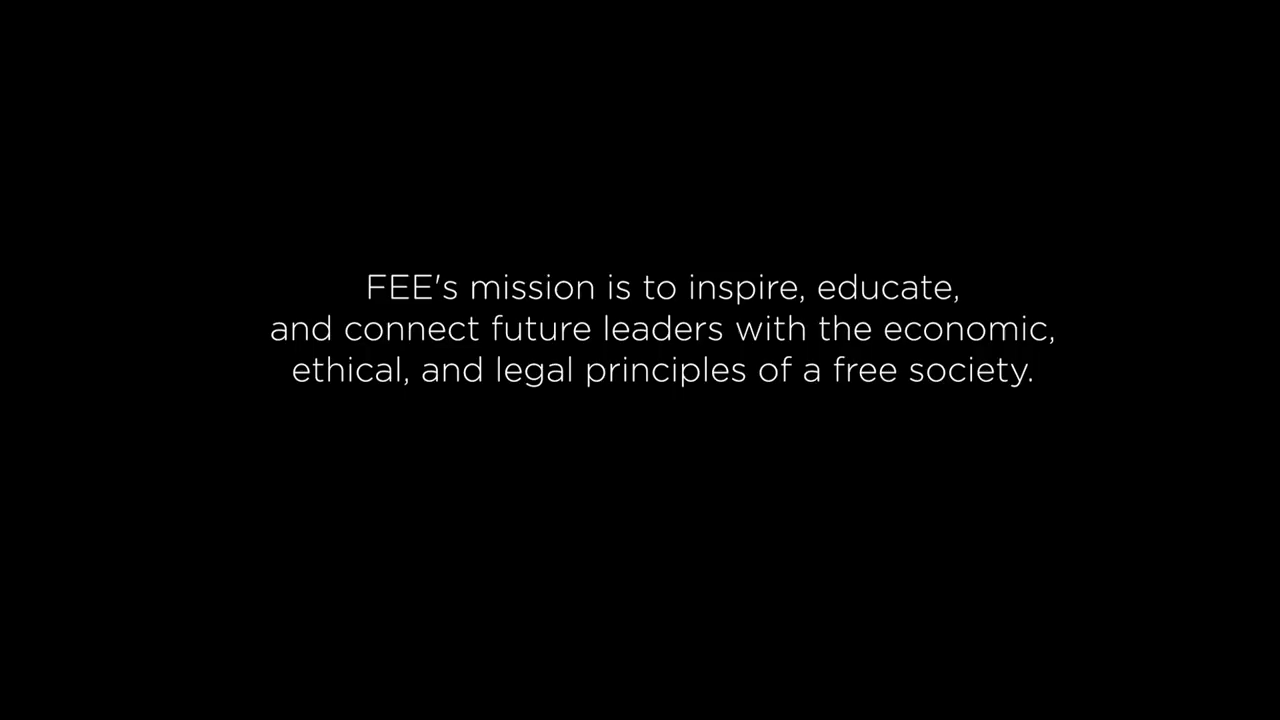 FEE's mission is to inspire, educate,
and connect future leaders with the economic,
ethical, and legal principles of a free society.